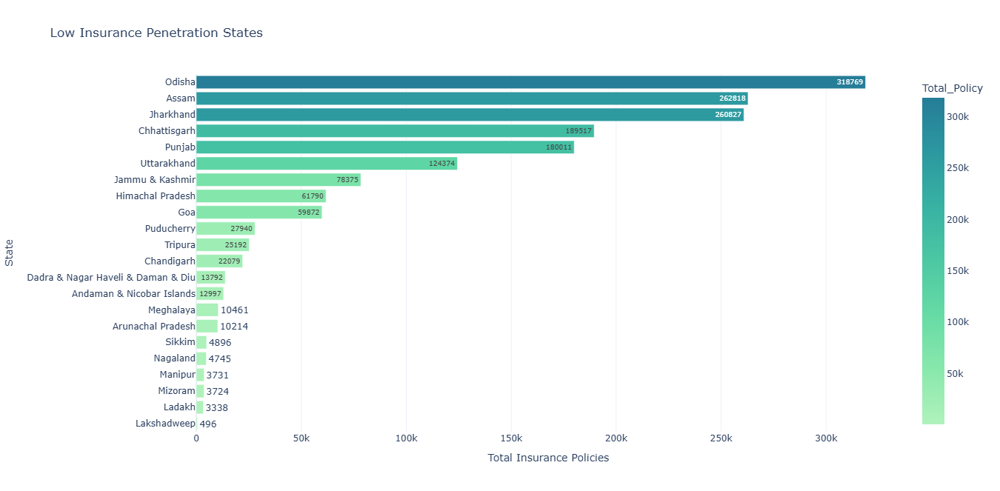 Low Insurance Penetration States
Total_Policy
Odisha 318769
Assam 262818
Jharkhand 260827
Chhattisgarh 189517
Punjab 180011
Uttarakhand 124374
Jammu & Kashmir 78375
Himachal Pradesh 61790
Goa 59872
Puducherry 27940
Tripura 25192
Chandigarh 22079
Dadra & Nagar Haveli & Daman & Diu 13792
Andaman & Nicobar Islands 12997
Meghalaya 10461
Arunachal Pradesh 10214
Sikkim 4896
Nagaland 4745
Manipur 3731
Mizoram 3724
Ladakh 3338
Lakshadweep 496
State
0 50k 100k 150k 200k 250k 300k
Total Insurance Policies
300k
250k
200k
150k
100k
50k